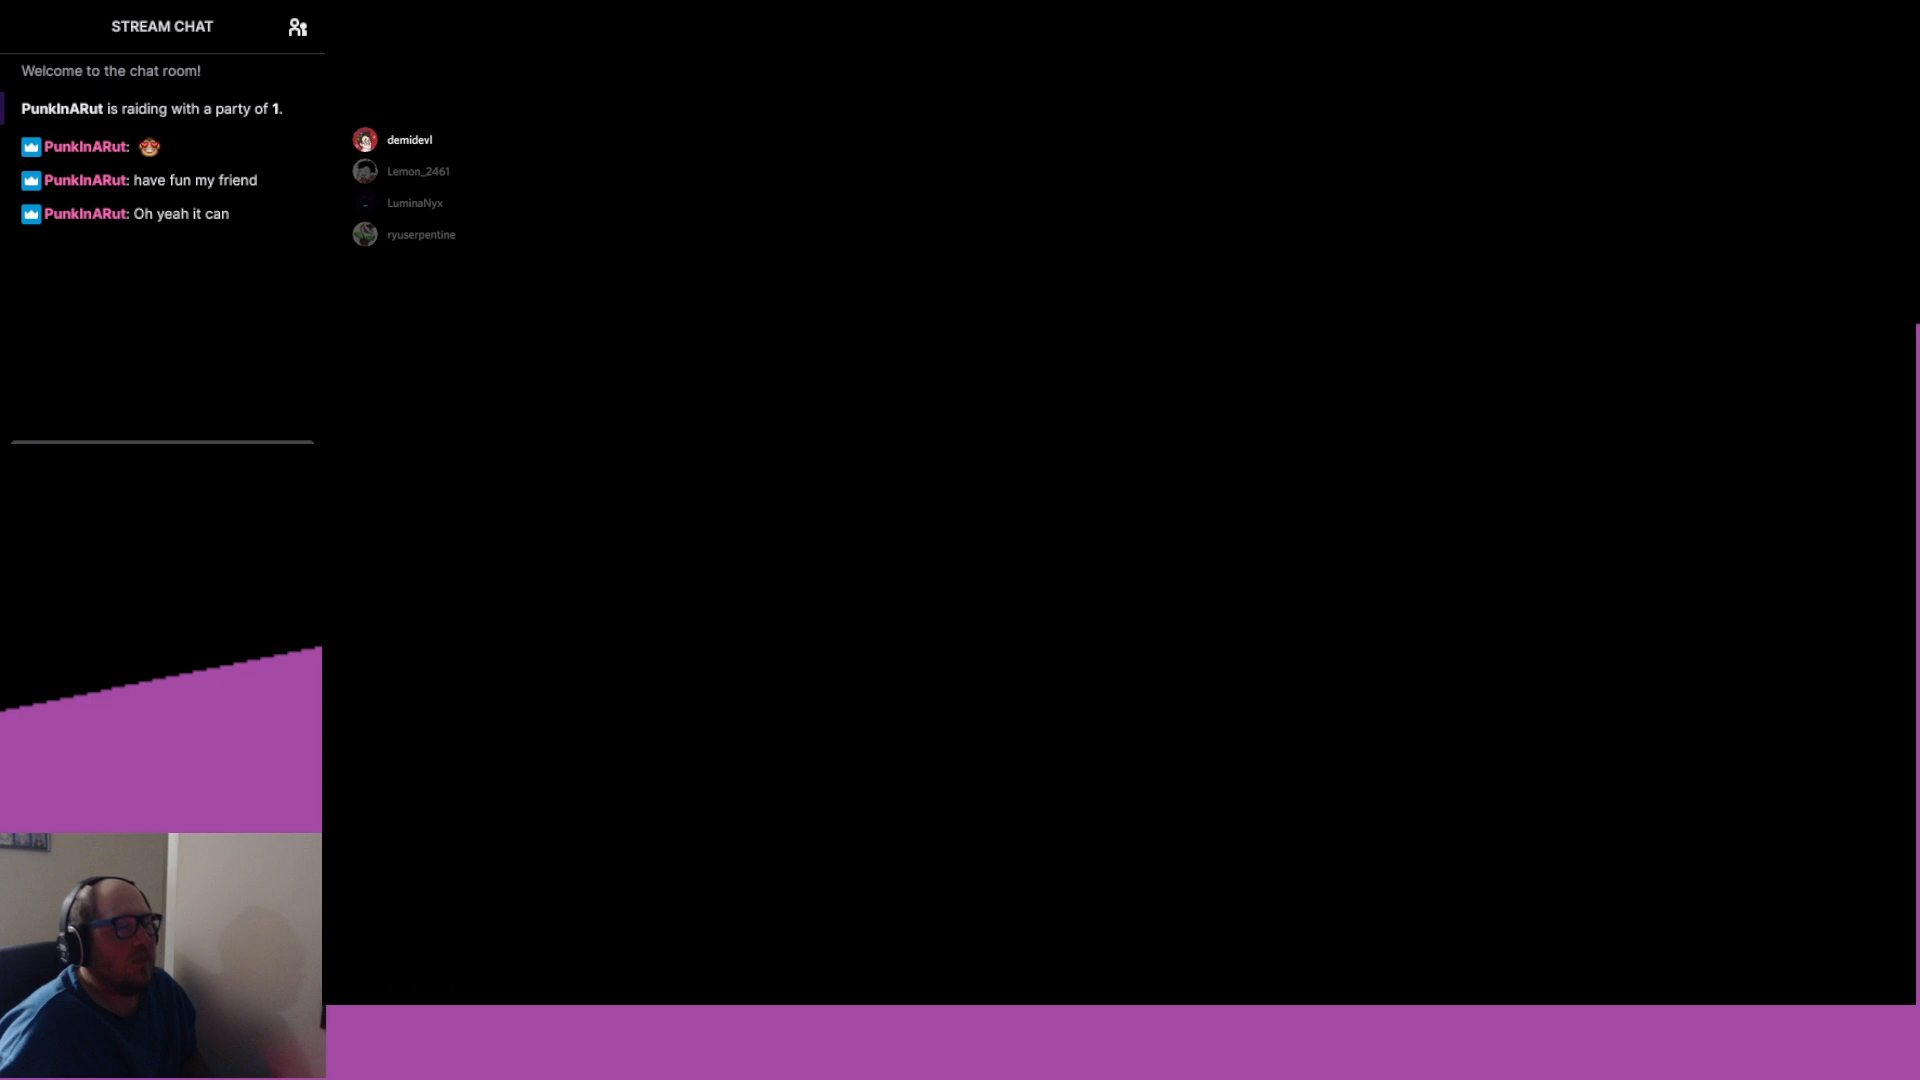 STREAM CHAT
Welcome to the chat room!
PunkInARut is raiding with a party of 1.
PunkInARut:
PunkInARut: have fun my friend
PunkInARut: Oh yeah it can
demidevl
Lemon_2461
LuminaNyx
ryuserpentine